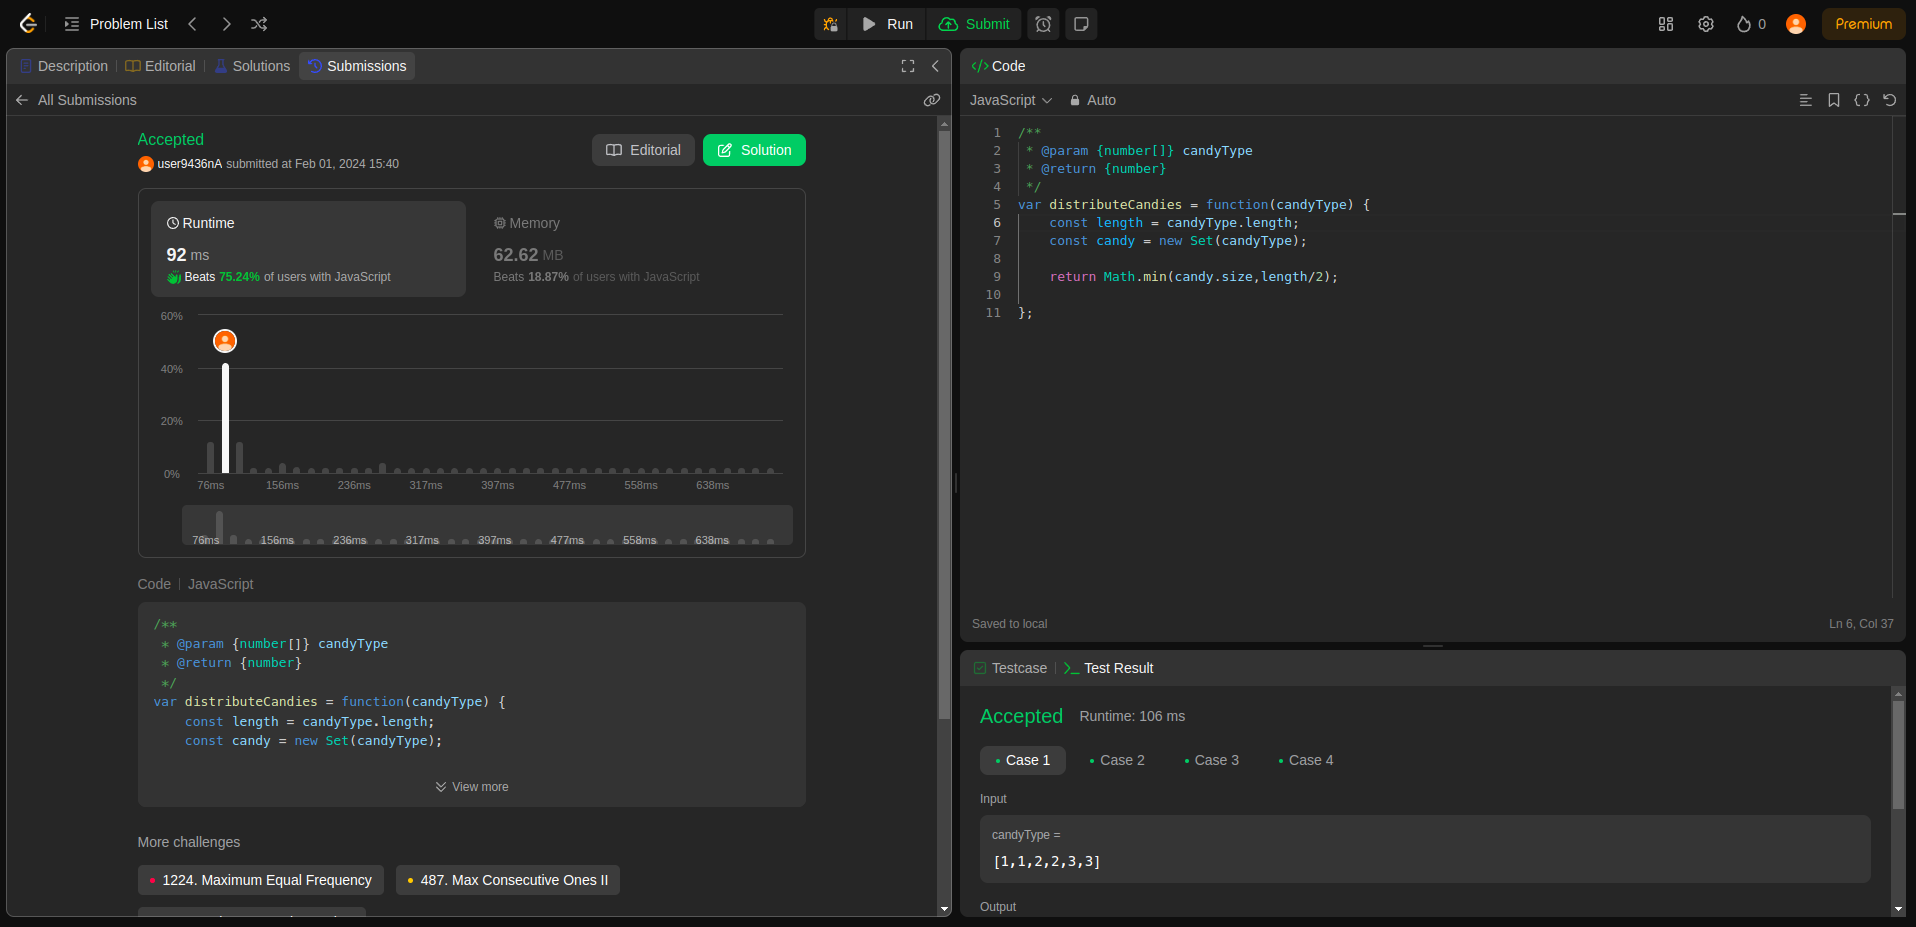 Problem List
Run
Submit
0
Premium
Description
Editorial
Solutions
Submissions
All Submissions
Accepted
user9436nA submitted at Feb 01, 2024 15:40
Editorial
Solution
Runtime
92 ms
Beats 75.24% of users with JavaScript
Memory
62.62 MB
Beats 18.87% of users with JavaScript
60%
40%
20%
0%
76ms 156ms 236ms 317ms 397ms 477ms 558ms 638ms
76ms 156ms 236ms 317ms 397ms 477ms 558ms 638ms
Code | JavaScript
/**
 * @param {number[]} candyType
 * @return {number}
 */
var distributeCandies = function(candyType) {
    const length = candyType.length;
    const candy = new Set(candyType);
View more
More challenges
1224. Maximum Equal Frequency
487. Max Consecutive Ones II
</> Code
JavaScript
Auto
1 /**
2  * @param {number[]} candyType
3  * @return {number}
4  */
5 var distributeCandies = function(candyType) {
6     const length = candyType.length;
7     const candy = new Set(candyType);
8
9     return Math.min(candy.size,length/2);
10
11 };
Saved to local
Ln 6, Col 37
Testcase
Test Result
Accepted Runtime: 106 ms
Case 1
Case 2
Case 3
Case 4
Input
candyType =
[1,1,2,2,3,3]
Output